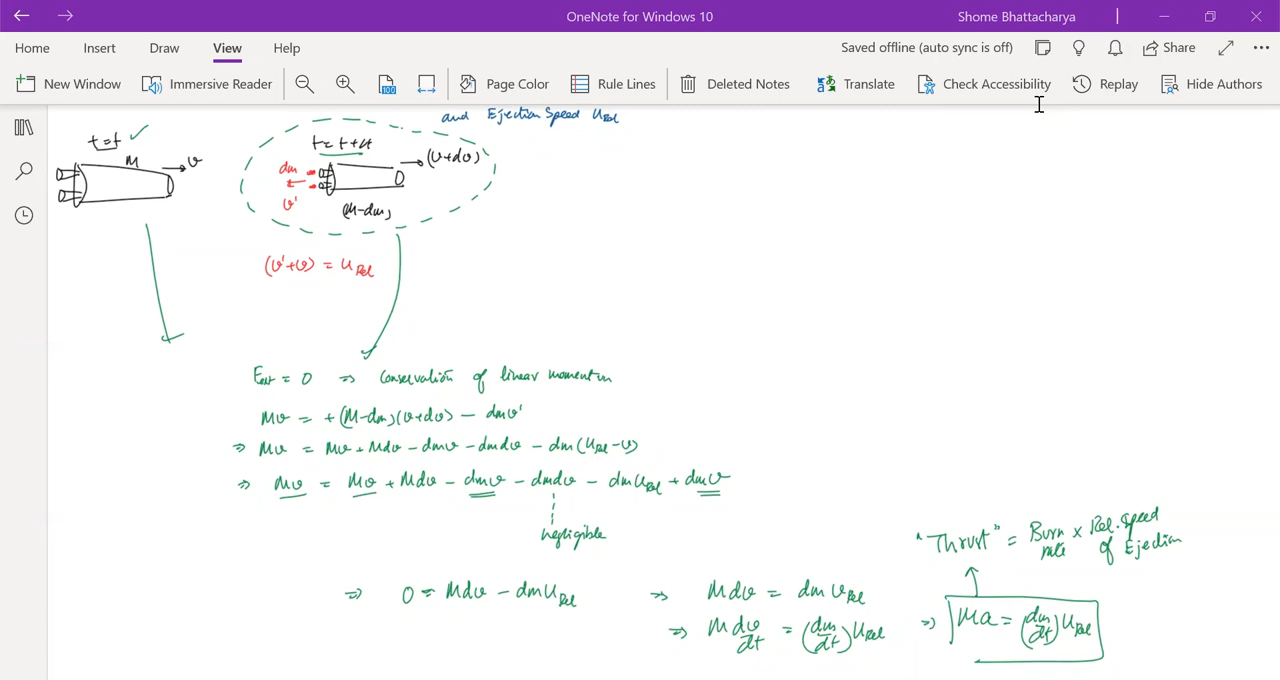 OneNote for Windows 10
Shome Bhattacharya
Home Insert Draw View Help
Saved offline (auto sync is off) Share
New Window Immersive Reader Page Color Rule Lines Deleted Notes Translate Check Accessibility Replay Hide Authors
and Ejection Speed u_Rel
t=t
M
v
t=t+dt
(v+dv)
dm
v'
(M-dm)
(v'+v) = u_Rel
F_ext = 0 ⇒ Conservation of linear momentum
Mv = +(M-dm)(v+dv) - dmv'
⇒ Mv = Mv + Mdv - dmv - dmdv - dm(u_Rel - v)
⇒ Mv = Mv + Mdv - dmv - dmdv - dmu_Rel + dmv
negligible
"Thrust" = Burn rate × Rel. Speed of Ejection
⇒ 0 = Mdv - dmu_Rel ⇒ Mdv = dm u_Rel
⇒ M dv/dt = (dm/dt) u_Rel ⇒ Ma = (dm/dt) u_Rel